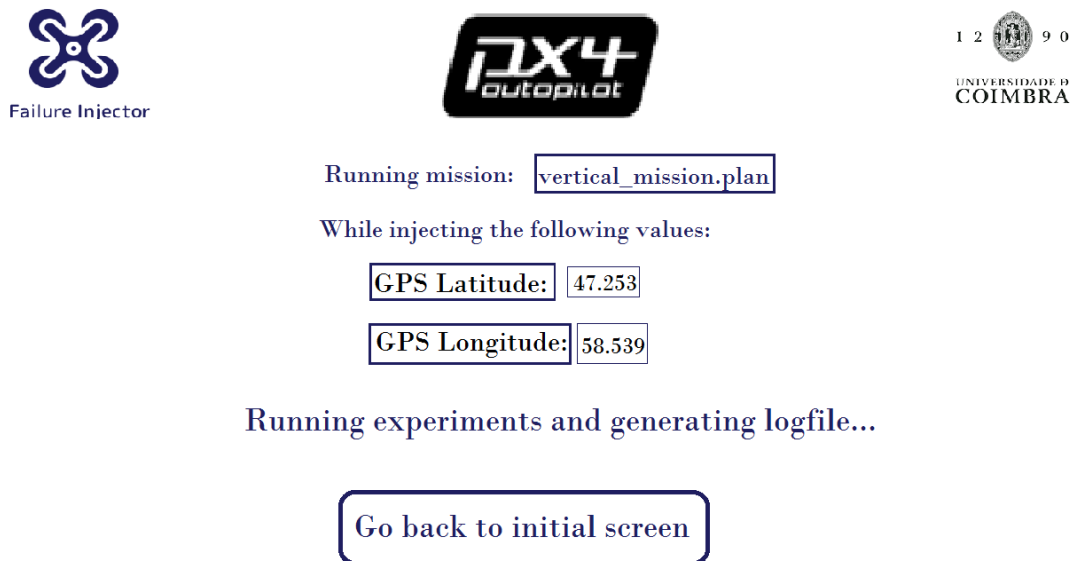 Failure Injector
px4
autopilot
1 2 9 0
UNIVERSIDADE D
COIMBRA
Running mission: vertical_mission.plan
While injecting the following values:
GPS Latitude: 47.253
GPS Longitude: 58.539
Running experiments and generating logfile...
Go back to initial screen